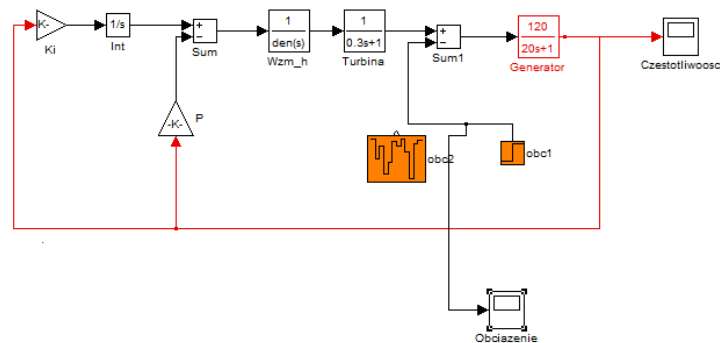 K-
Ki
1/s
Int
+
−
Sum
1
den(s)
Wzm_h
1
0.3s+1
Turbina
+
−
Sum1
120
20s+1
Generator
Czestotliwoosc
-K-
P
obc2
obc1
Obciazenie